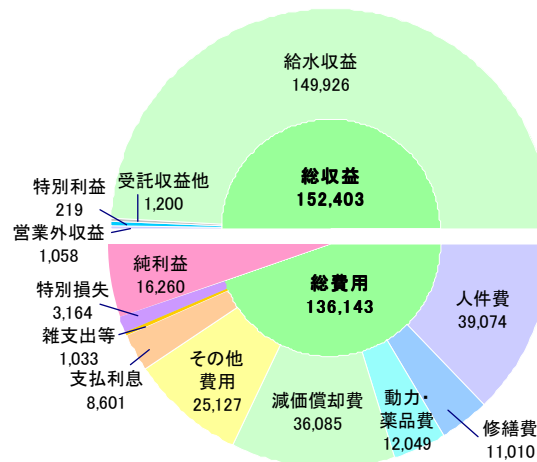 給水収益
149,926
総収益
152,403
受託収益他
1,200
特別利益
219
営業外収益
1,058
純利益
16,260
特別損失
3,164
雑支出等
1,033
支払利息
8,601
総費用
136,143
その他
費用
25,127
減価償却費
36,085
動力・
薬品費
12,049
修繕費
11,010
人件費
39,074